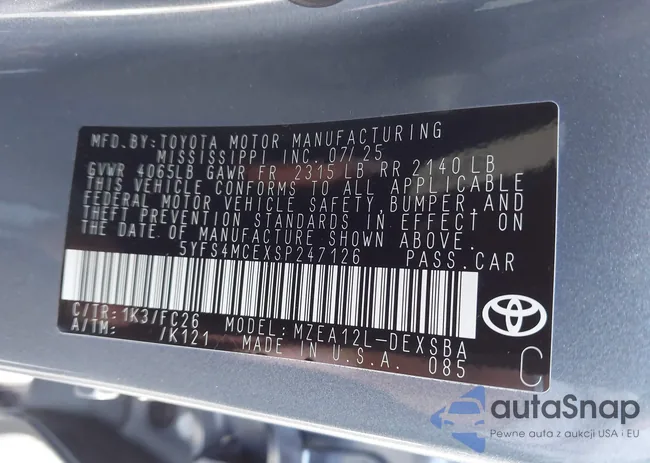 MFD. BY: TOYOTA MOTOR MANUFACTURING
MISSISSIPPI INC. 07/25
GVWR 4065LB GAWR FR 2315LB RR 2140LB
THIS VEHICLE CONFORMS TO ALL APPLICABLE
FEDERAL MOTOR VEHICLE SAFETY, BUMPER, AND
THEFT PREVENTION STANDARDS IN EFFECT ON
THE DATE OF MANUFACTURE SHOWN ABOVE.
5YFS4MCEXSP247126 PASS. CAR
C/TR: 1K3/FC26 MODEL: MZEA12L-DEXSBA
A/TM: /K121 MADE IN U.S.A. 085
C
autaSnap
Pewne auta z aukcji USA i EU